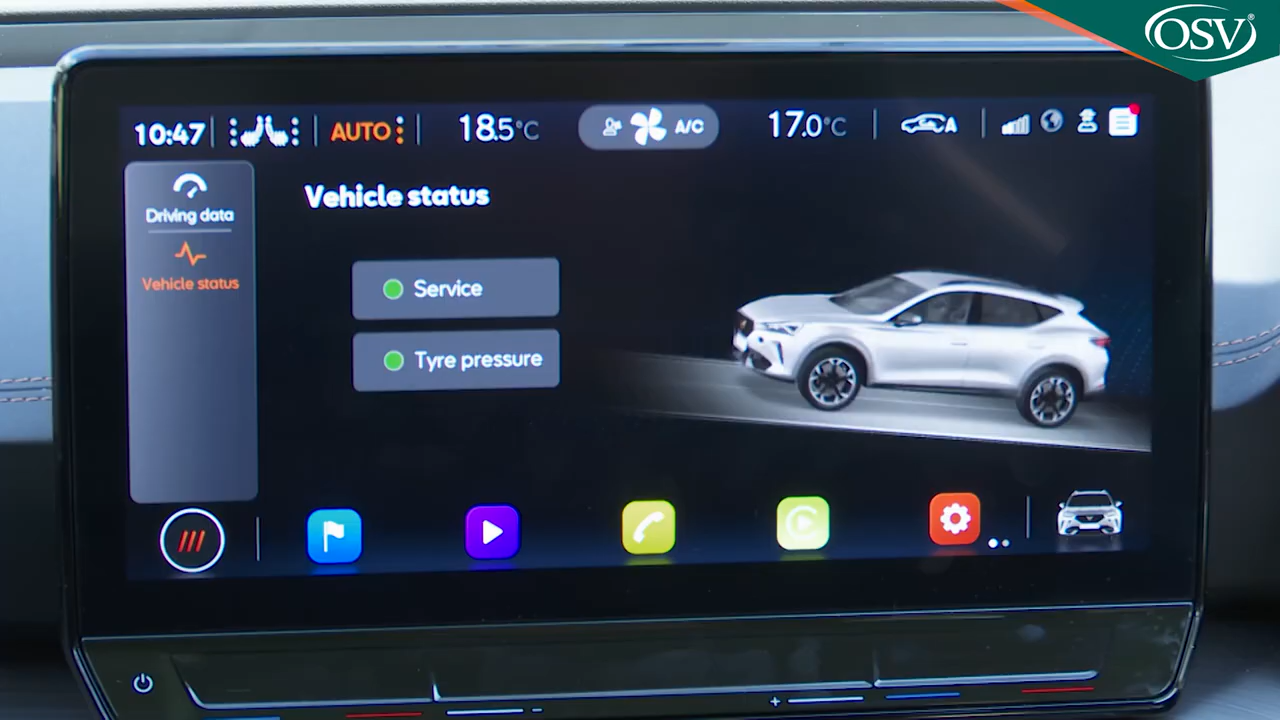 OSV®
10:47 AUTO 18.5°C A/C 17.0°C A
Driving data
Vehicle status
Vehicle status
Service
Tyre pressure
+ -